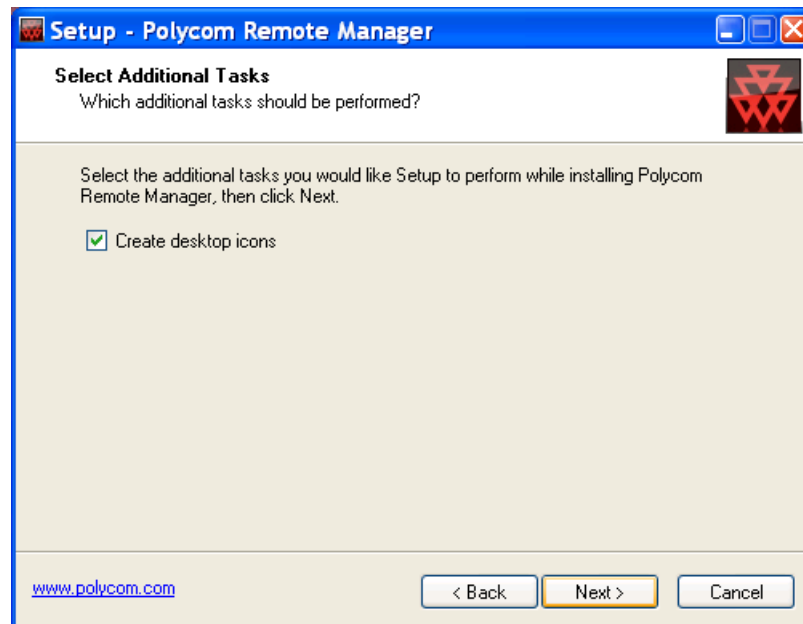 Setup - Polycom Remote Manager
Select Additional Tasks
Which additional tasks should be performed?
Select the additional tasks you would like Setup to perform while installing Polycom
Remote Manager, then click Next.
Create desktop icons
www.polycom.com
< Back
Next >
Cancel